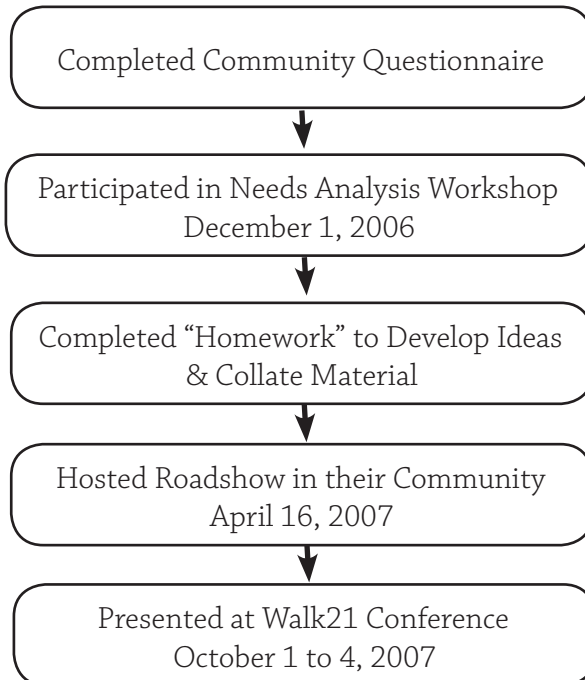 Completed Community Questionnaire
Participated in Needs Analysis Workshop
December 1, 2006
Completed “Homework” to Develop Ideas
& Collate Material
Hosted Roadshow in their Community
April 16, 2007
Presented at Walk21 Conference
October 1 to 4, 2007